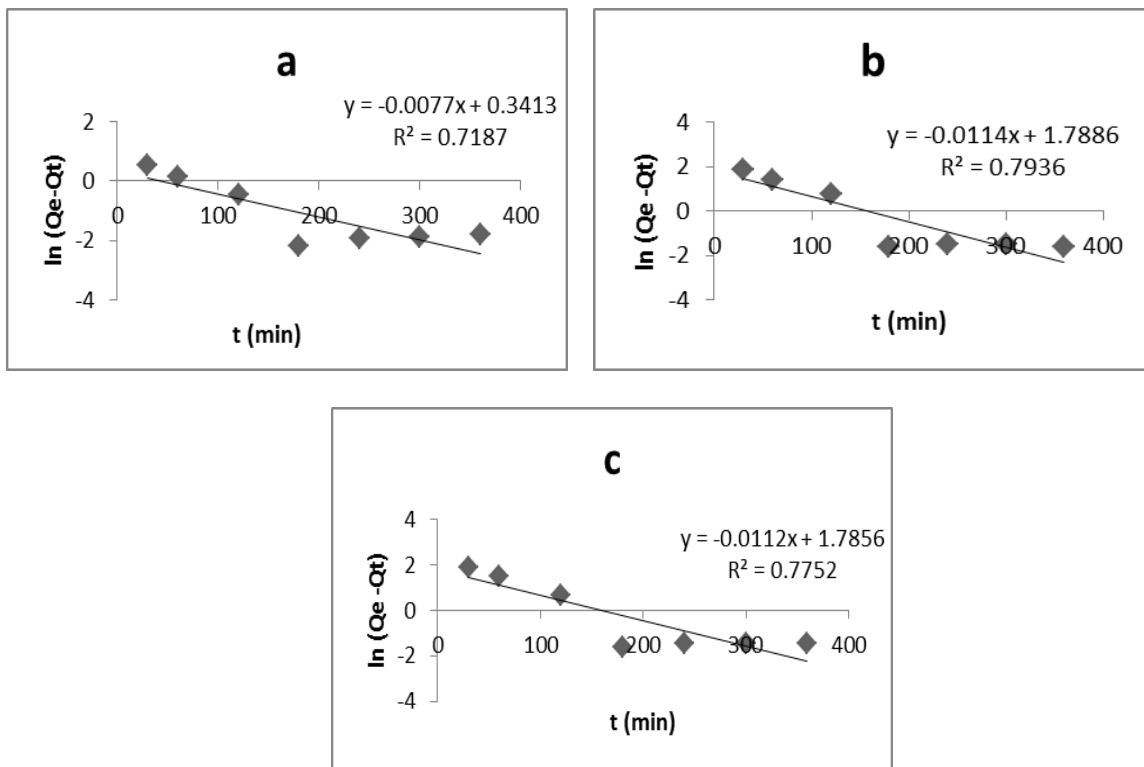 a
y = -0.0077x + 0.3413
R² = 0.7187
2
0
-2
-4
0 100 200 300 400
ln (Qe-Qt)
t (min)
b
y = -0.0114x + 1.7886
R² = 0.7936
4
2
0
-2
-4
0 100 200 300 400
ln (Qe -Qt)
t (min)
c
y = -0.0112x + 1.7856
R² = 0.7752
4
2
0
-2
-4
0 100 200 300 400
ln (Qe -Qt)
t (min)